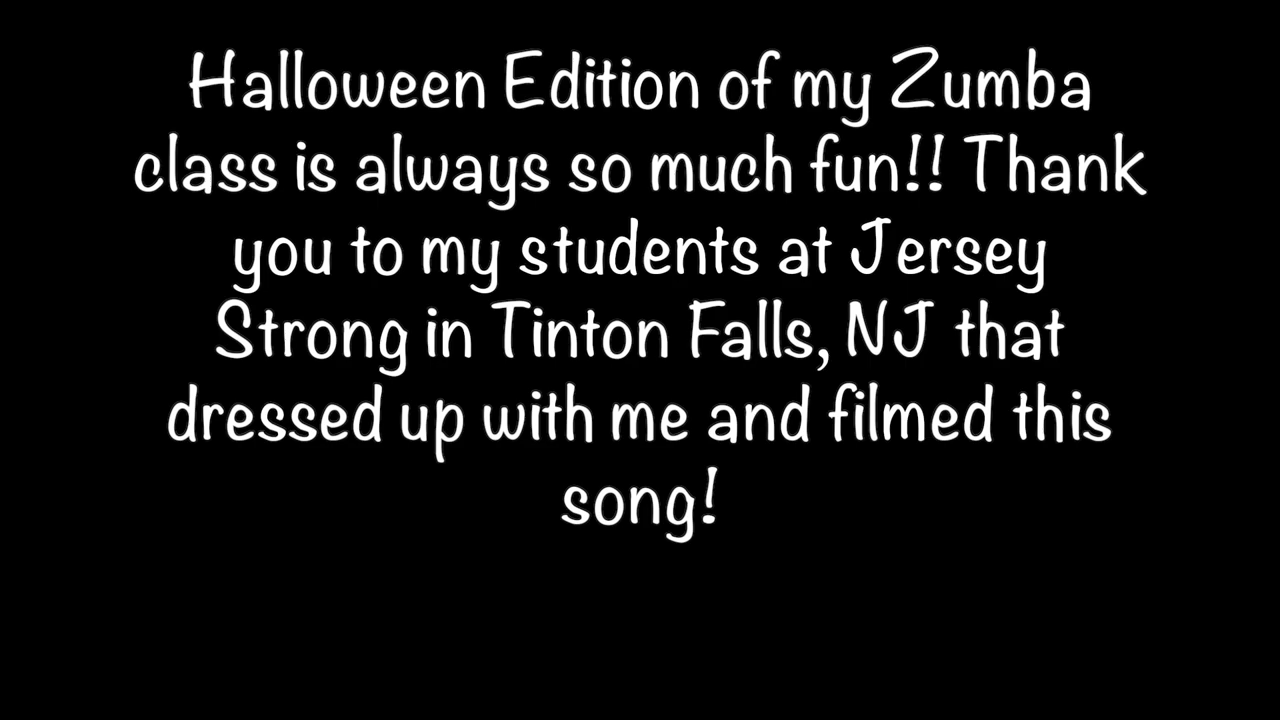 Halloween Edition of my Zumba
class is always so much fun!! Thank
you to my students at Jersey
Strong in Tinton Falls, NJ that
dressed up with me and filmed this
song!